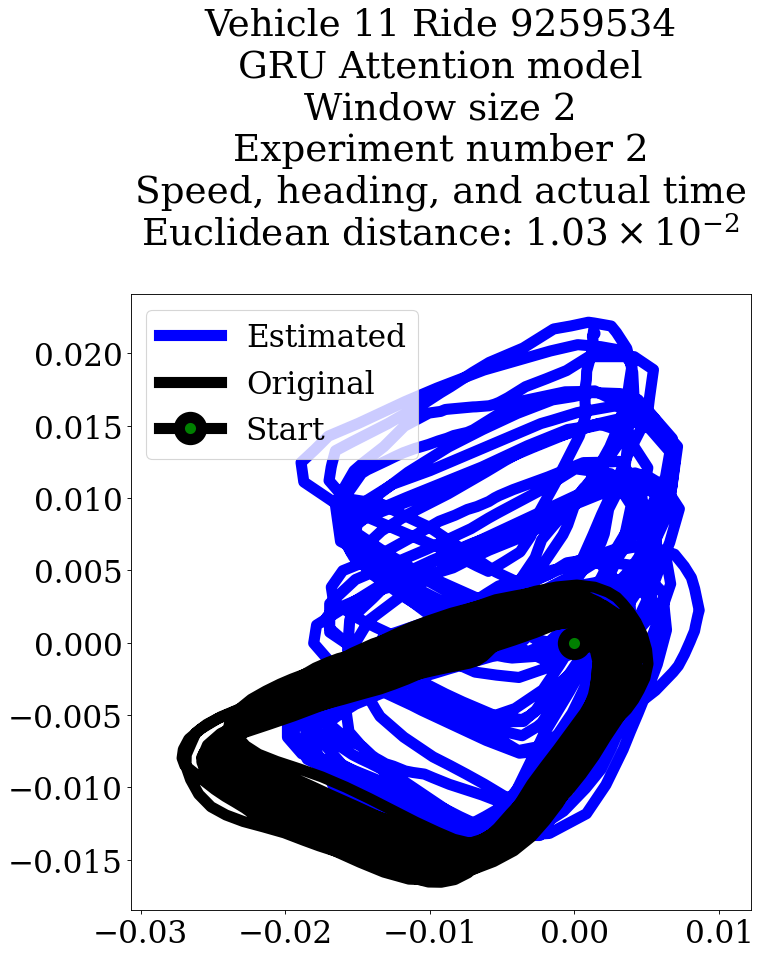 Vehicle 11 Ride 9259534
GRU Attention model
Window size 2
Experiment number 2
Speed, heading, and actual time
Euclidean distance: 1.03 × 10⁻²
Estimated
Original
Start
0.020
0.015
0.010
0.005
0.000
−0.005
−0.010
−0.015
−0.03 −0.02 −0.01 0.00 0.01